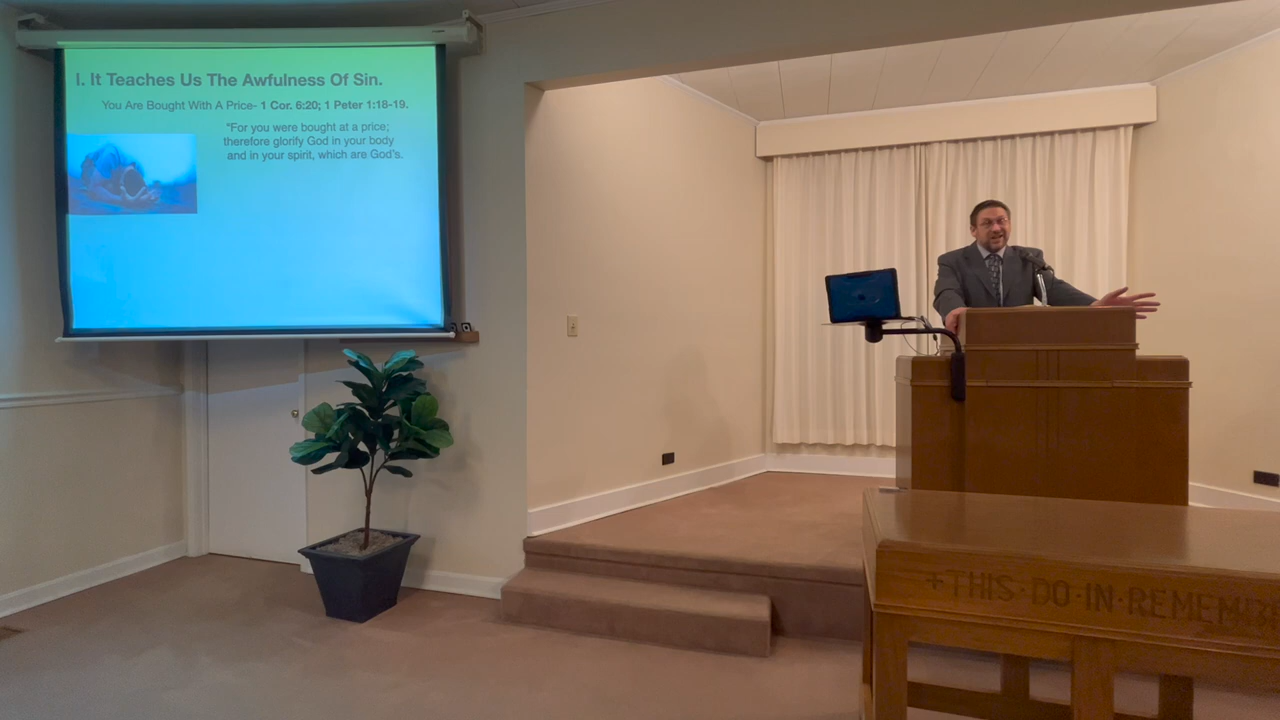 I. It Teaches Us The Awfulness Of Sin.
You Are Bought With A Price- 1 Cor. 6:20; 1 Peter 1:18-19.
"For you were bought at a price;
therefore glorify God in your body
and in your spirit, which are God's.
+THIS·DO·IN·REMEMBR